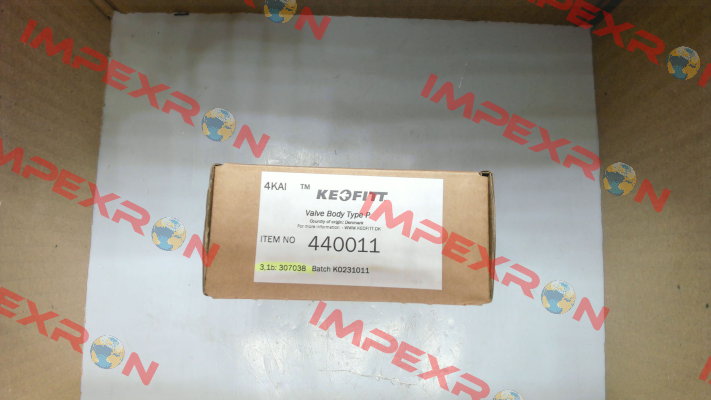 4KAI ™ KEOFITT
Valve Body Type P
Country of origin: Denmark
For more information - WWW.KEOFITT.DK
ITEM NO 440011
3,1b: 307038 Batch K0231011
IMPEXRON
IMPEXRON
IMPEXRON
IMPEXRON
IMPEXRON
IMPEXRON
IMPEXRON